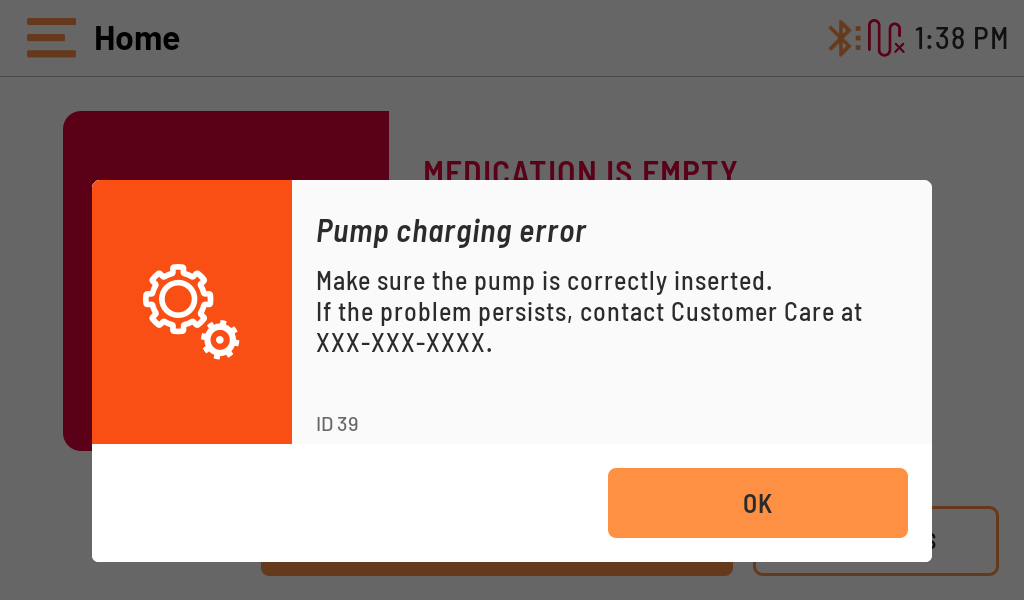 Home
1:38 PM
MEDICATION IS EMPTY
Pump charging error
Make sure the pump is correctly inserted.
If the problem persists, contact Customer Care at
XXX-XXX-XXXX.
ID 39
OK